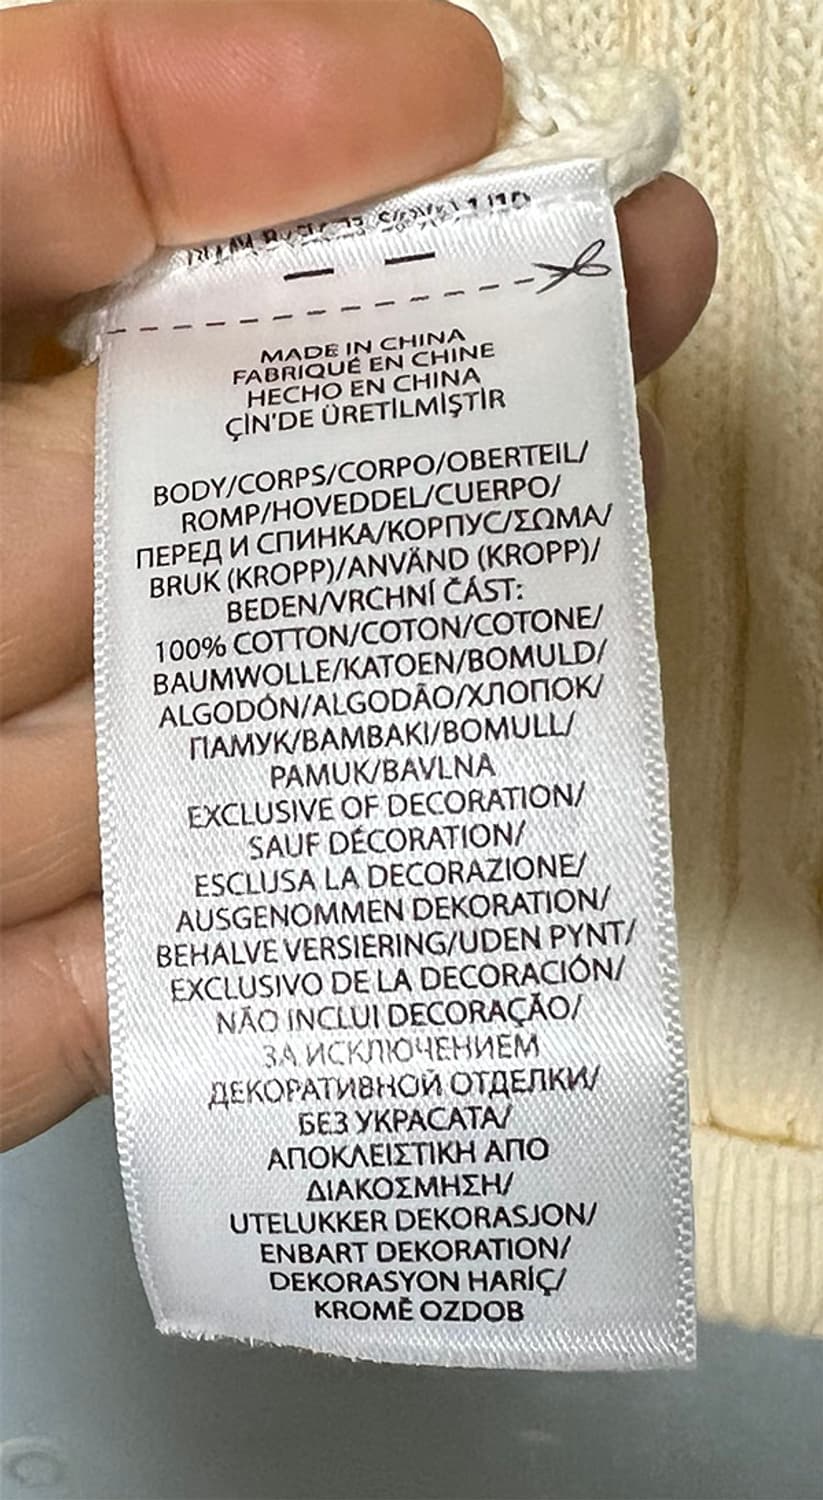 MADE IN CHINA
FABRIQUÉ EN CHINE
HECHO EN CHINA
ÇİN'DE ÜRETİLMİŞTİR
BODY/CORPS/CORPO/OBERTEIL/
ROMP/HOVEDDEL/CUERPO/
ПЕРЕД И СПИНКА/КОРПУС/ΣΩΜΑ/
BRUK (KROPP)/ANVÄND (KROPP)/
BEDEN/VRCHNÍ ČÁST:
100% COTTON/COTON/COTONE/
BAUMWOLLE/KATOEN/BOMULD/
ALGODÓN/ALGODÃO/ХЛОПОК/
ПАМУК/ΒΑΜΒΑΚΙ/BOMULL/
PAMUK/BAVLNA
EXCLUSIVE OF DECORATION/
SAUF DÉCORATION/
ESCLUSA LA DECORAZIONE/
AUSGENOMMEN DEKORATION/
BEHALVE VERSIERING/UDEN PYNT/
EXCLUSIVO DE LA DECORACIÓN/
NÃO INCLUI DECORAÇÃO/
ЗА ИСКЛЮЧЕНИЕМ
ДЕКОРАТИВНОЙ ОТДЕЛКИ/
БЕЗ УКРАСАТА/
ΑΠΟΚΛΕΙΣΤΙΚΗ ΑΠΟ
ΔΙΑΚΟΣΜΗΣΗ/
UTELUKKER DEKORASJON/
ENBART DEKORATION/
DEKORASYON HARİÇ/
KROMĚ OZDOB